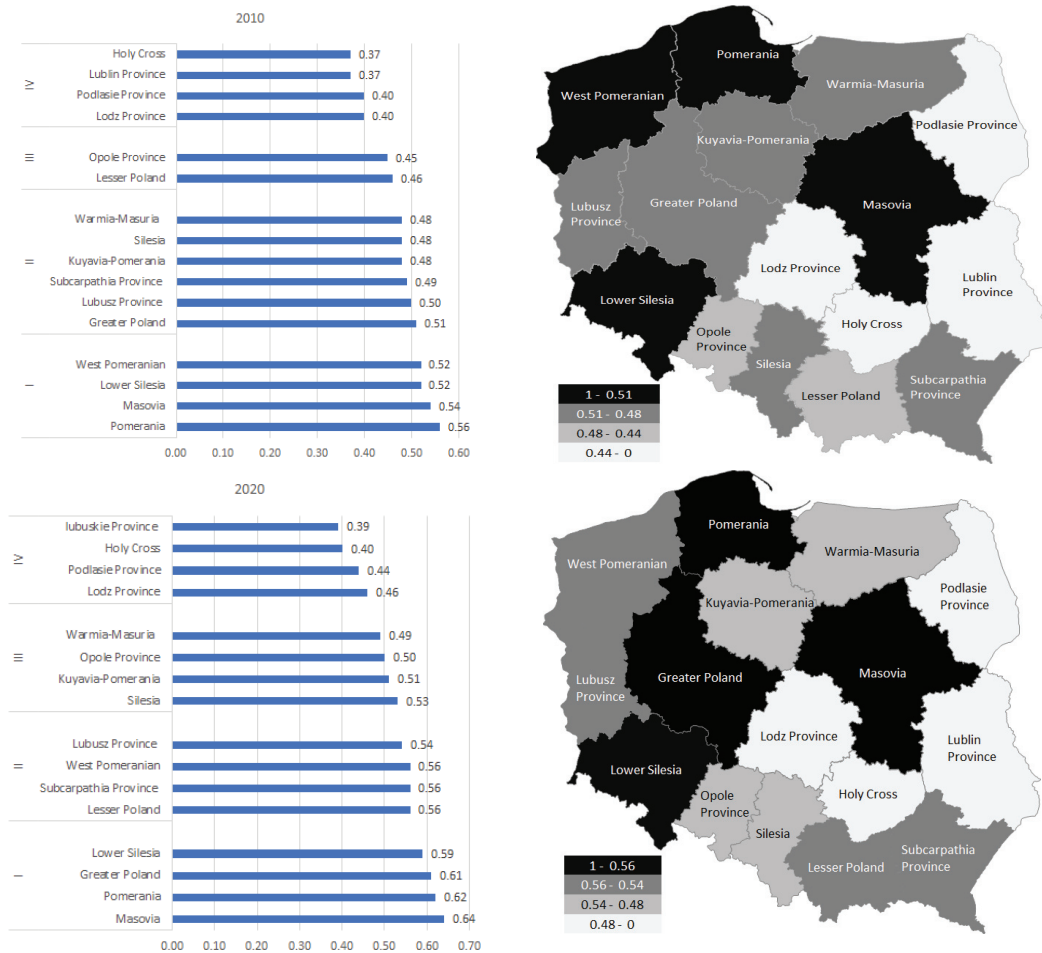 2010
IV
Holy Cross 0.37
Lublin Province 0.37
Podlasie Province 0.40
Lodz Province 0.40
III
Opole Province 0.45
Lesser Poland 0.46
II
Warmia-Masuria 0.48
Silesia 0.48
Kuyavia-Pomerania 0.48
Subcarpathia Province 0.49
Lubusz Province 0.50
Greater Poland 0.51
I
West Pomeranian 0.52
Lower Silesia 0.52
Masovia 0.54
Pomerania 0.56
0.00 0.10 0.20 0.30 0.40 0.50 0.60
Pomerania
West Pomeranian
Warmia-Masuria
Podlasie Province
Kuyavia-Pomerania
Lubusz
Province
Greater Poland
Masovia
Lodz Province
Lublin
Province
Lower Silesia
Opole
Province
Holy Cross
Silesia
Lesser Poland
Subcarpathia
Province
1 - 0.51
0.51 - 0.48
0.48 - 0.44
0.44 - 0
2020
IV
lubuskie Province 0.39
Holy Cross 0.40
Podlasie Province 0.44
Lodz Province 0.46
III
Warmia-Masuria 0.49
Opole Province 0.50
Kuyavia-Pomerania 0.51
Silesia 0.53
II
Lubusz Province 0.54
West Pomeranian 0.56
Subcarpathia Province 0.56
Lesser Poland 0.56
I
Lower Silesia 0.59
Greater Poland 0.61
Pomerania 0.62
Masovia 0.64
0.00 0.10 0.20 0.30 0.40 0.50 0.60 0.70
Pomerania
West Pomeranian
Warmia-Masuria
Podlasie
Province
Kuyavia-Pomerania
Lubusz
Province
Greater Poland
Masovia
Lodz Province
Lublin
Province
Lower Silesia
Opole
Province
Holy Cross
Silesia
Lesser Poland
Subcarpathia
Province
1 - 0.56
0.56 - 0.54
0.54 - 0.48
0.48 - 0